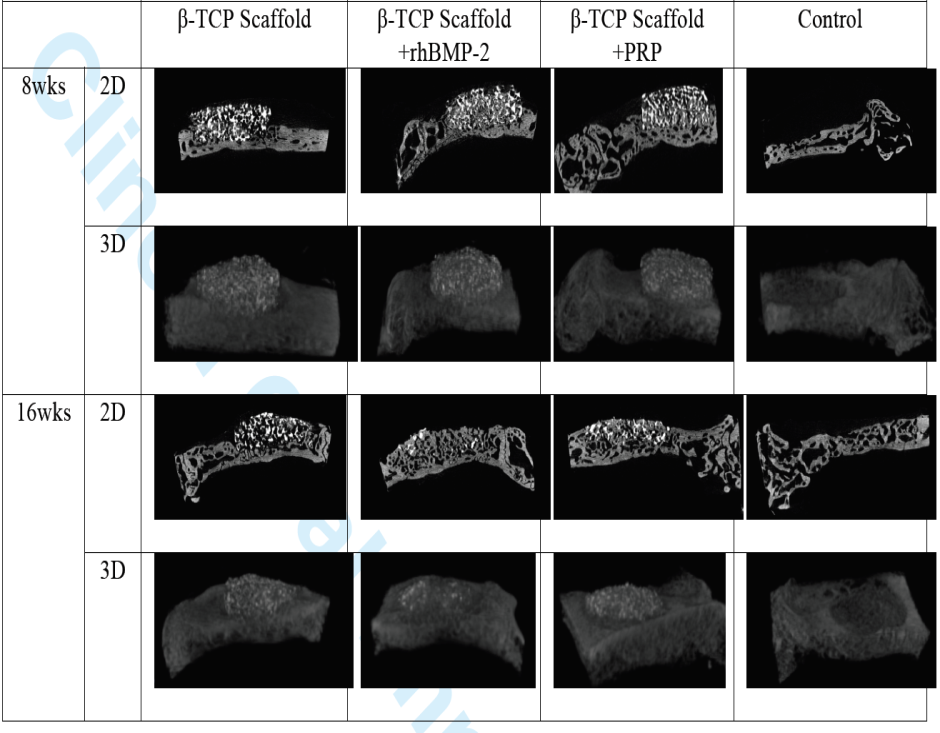 β-TCP Scaffold
β-TCP Scaffold
+rhBMP-2
β-TCP Scaffold
+PRP
Control
8wks
2D
3D
16wks
2D
3D